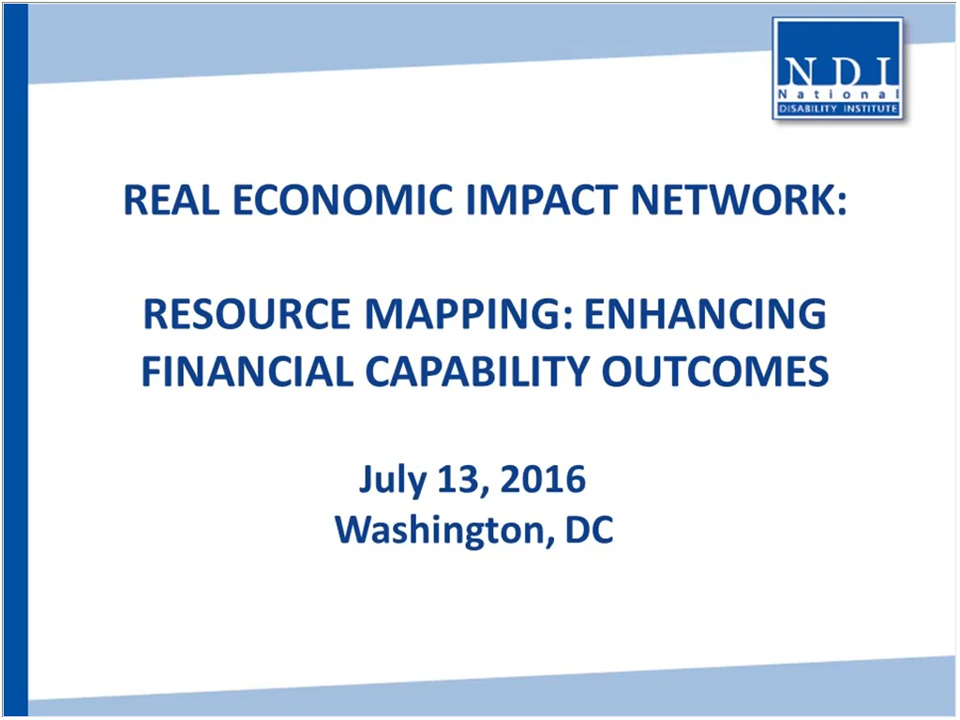 NDI
National
DISABILITY INSTITUTE
REAL ECONOMIC IMPACT NETWORK:
RESOURCE MAPPING: ENHANCING
FINANCIAL CAPABILITY OUTCOMES
July 13, 2016
Washington, DC